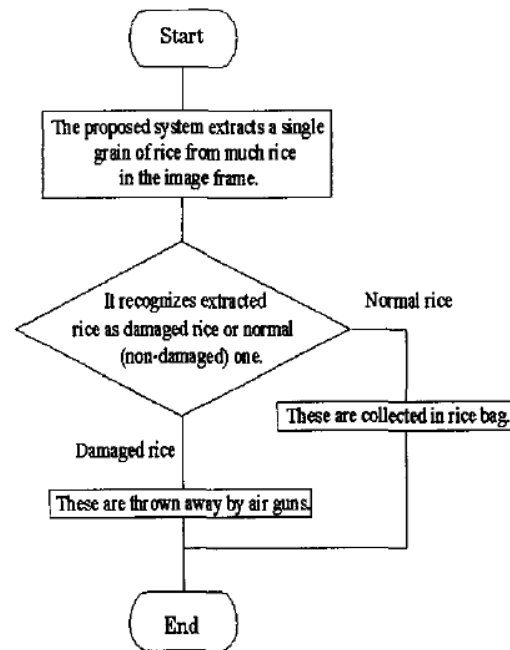 Start
The proposed system extracts a single
grain of rice from much rice
in the image frame.
It recognizes extracted
rice as damaged rice or normal
(non-damaged) one.
Normal rice
These are collected in rice bag.
Damaged rice
These are thrown away by air guns.
End